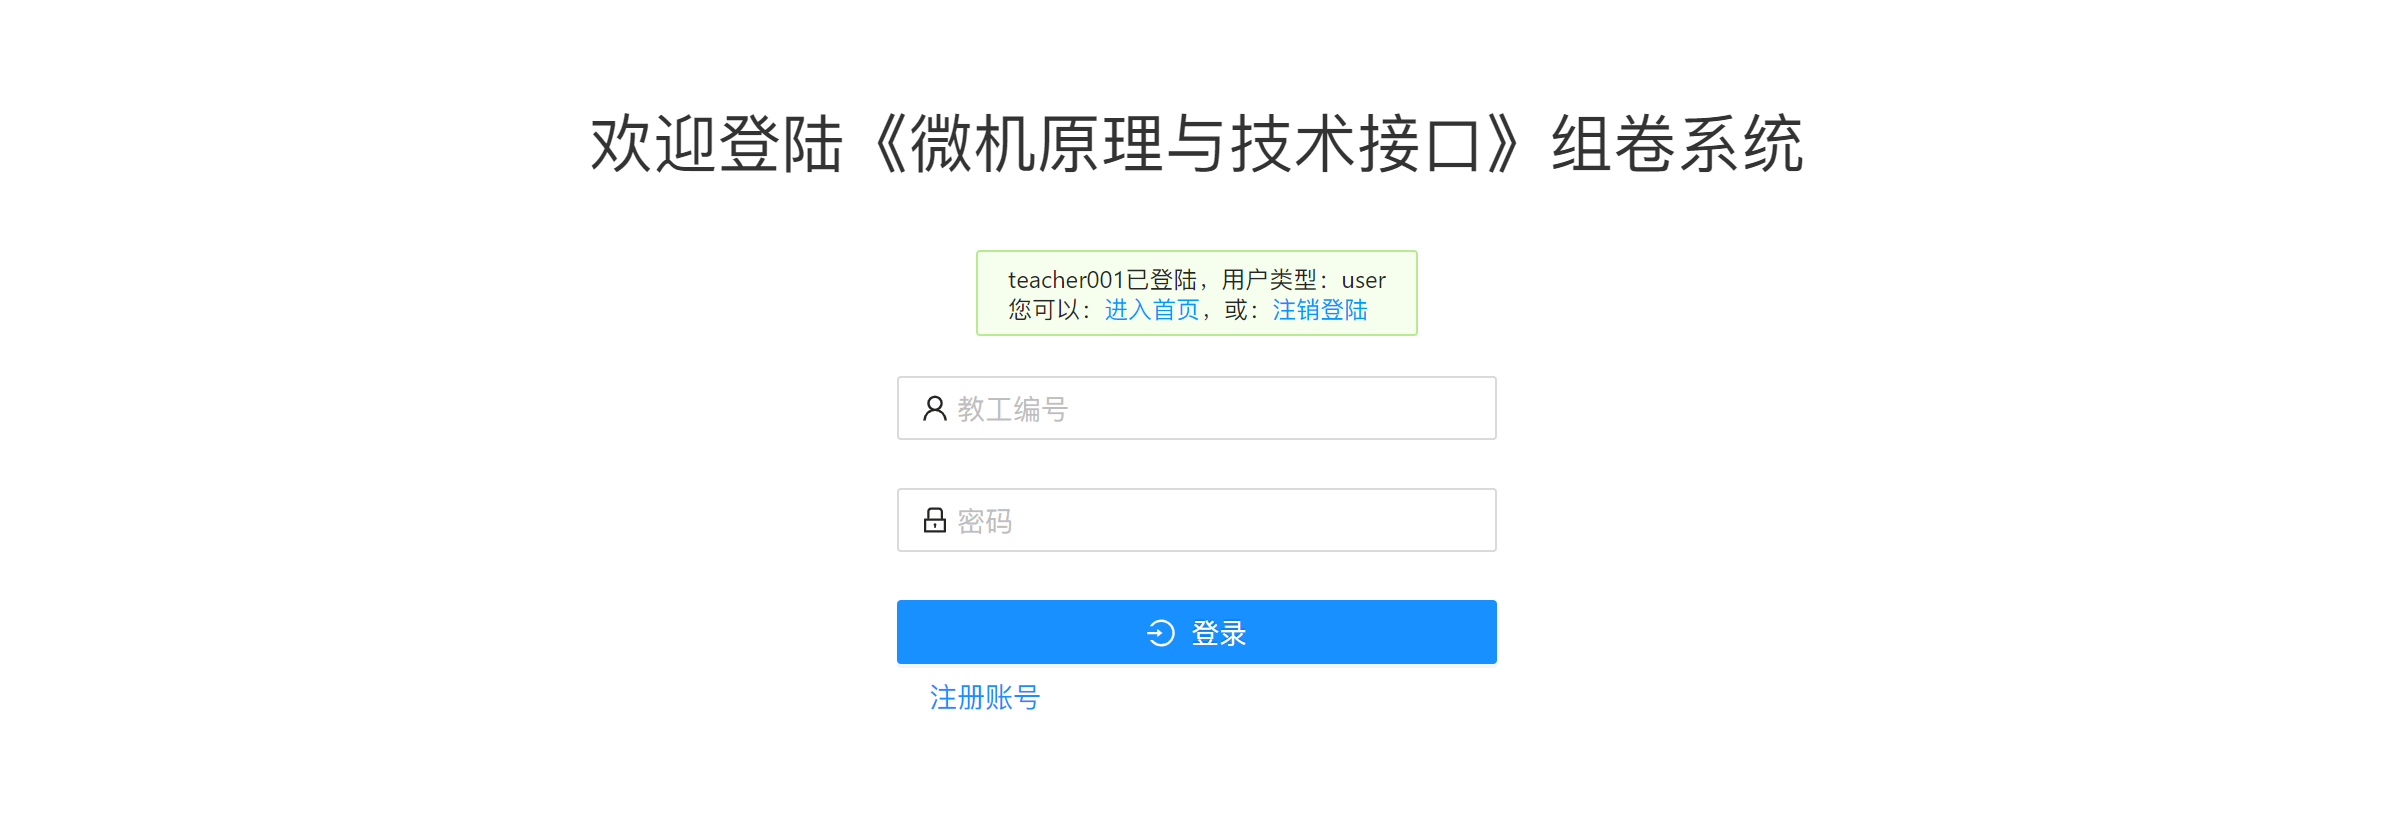 欢迎登陆《微机原理与技术接口》组卷系统
teacher001已登陆，用户类型：user
您可以：进入首页，或：注销登陆
教工编号
密码
登录
注册账号